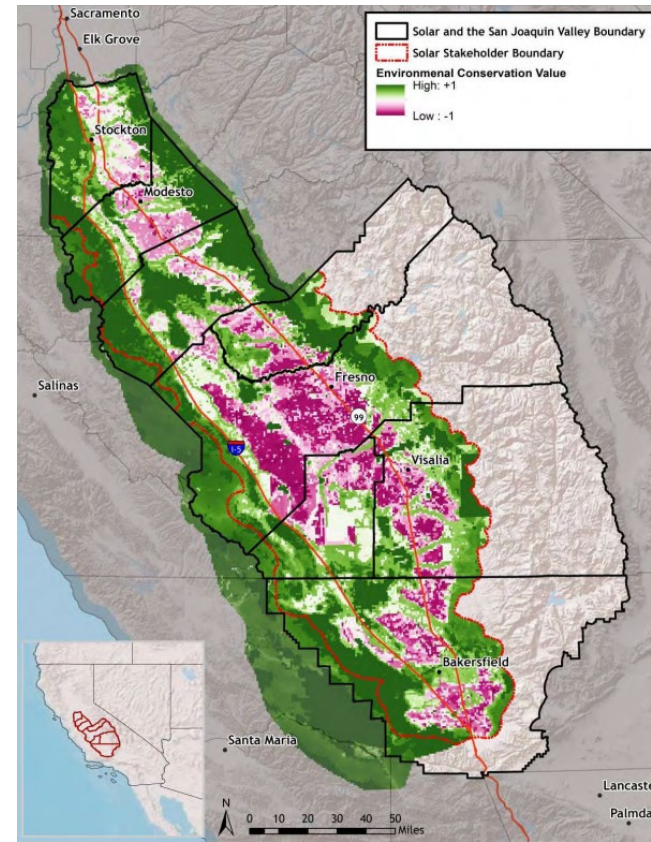 Sacramento
Elk Grove
Solar and the San Joaquin Valley Boundary
Solar Stakeholder Boundary
Environmenal Conservation Value
High: +1
Low : -1
Stockton
Modesto
Salinas
Fresno
99
I-5
Visalia
Bakersfield
Santa Maria
Lancaste
Palmda
N
0 10 20 30 40 50
Miles